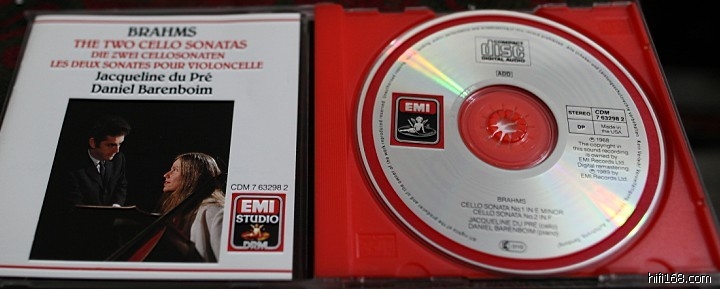 BRAHMS
THE TWO CELLO SONATAS
DIE ZWEI CELLOSONATEN
LES DEUX SONATES POUR VIOLONCELLE
Jacqueline du Pré
Daniel Barenboim
CDM 7 63298 2
EMI
STUDIO
DRM
COMPACT
disc
DIGITAL AUDIO
ADD
EMI
STEREO
CDM
7 63298 2
DP
Made in
the USA
℗ 1968
The copyright in
this sound recording
is owned by
EMI Records Ltd.
Digital remastering
℗ 1989 by
EMI Records Ltd.
BRAHMS
CELLO SONATA No.1 IN E MINOR
CELLO SONATA No.2 IN F
JACQUELINE DU PRÉ (cello)
DANIEL BARENBOIM (piano)
hifi168.com